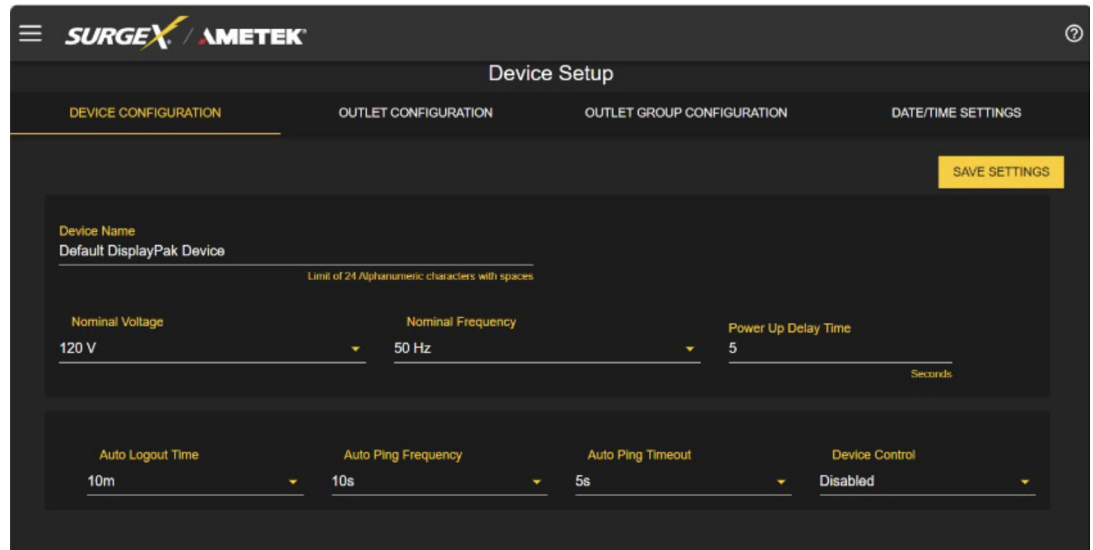 SURGEX / AMETEK
Device Setup
DEVICE CONFIGURATION OUTLET CONFIGURATION OUTLET GROUP CONFIGURATION DATE/TIME SETTINGS
SAVE SETTINGS
Device Name
Default DisplayPak Device
Limit of 24 Alphanumeric characters with spaces
Nominal Voltage Nominal Frequency Power Up Delay Time
120 V 50 Hz 5
Seconds
Auto Logout Time Auto Ping Frequency Auto Ping Timeout Device Control
10m 10s 5s Disabled